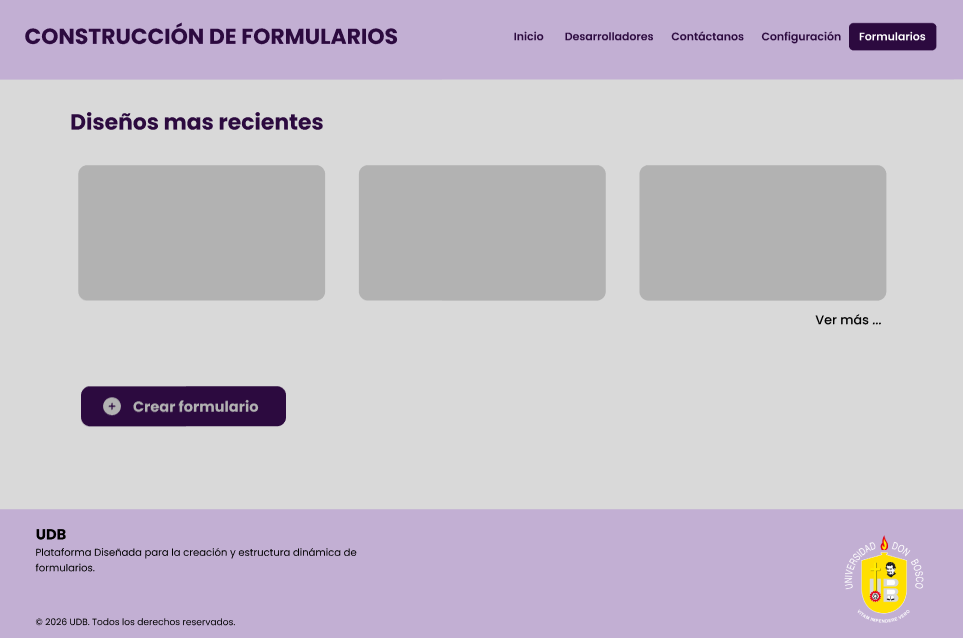 CONSTRUCCIÓN DE FORMULARIOS
Inicio Desarrolladores Contáctanos Configuración Formularios
Diseños mas recientes
Ver más ...
Crear formulario
UDB
Plataforma Diseñada para la creación y estructura dinámica de
formularios.
UNIVERSIDAD DON BOSCO
© 2026 UDB. Todos los derechos reservados.